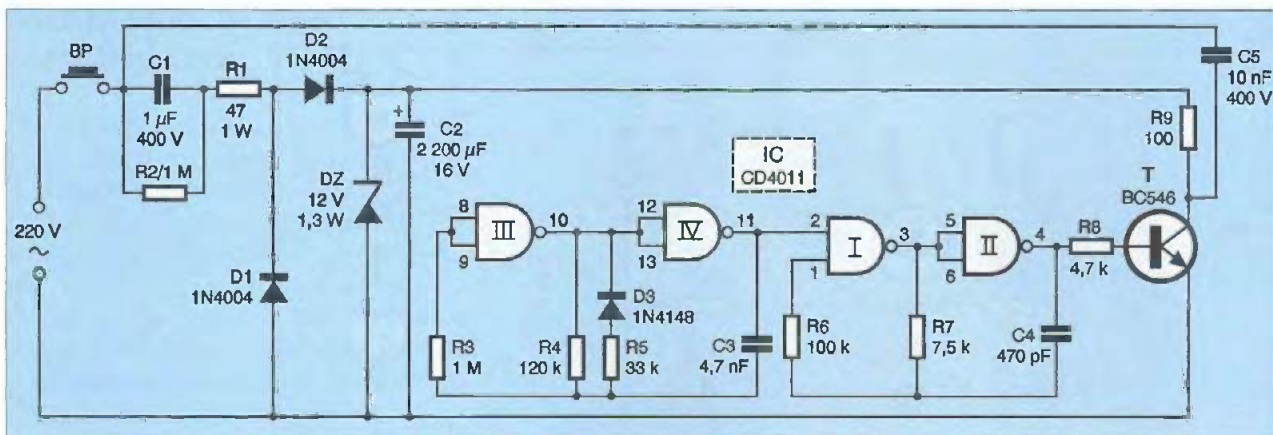 BP
C1
1 µF
400 V
R1
47
1 W
R2/1 M
D2
1N4004
C2
2 200 µF
16 V
+
DZ
12 V
1,3 W
220 V
~
D1
1N4004
8
9
III
10
R3
1 M
R4
120 k
D3
1N4148
R5
33 k
12
13
IV
11
C3
4,7 nF
IC
CD4011
2
1
I
3
R6
100 k
R7
7,5 k
5
6
II
4
C4
470 pF
R8
4,7 k
T
BC546
R9
100
C5
10 nF
400 V